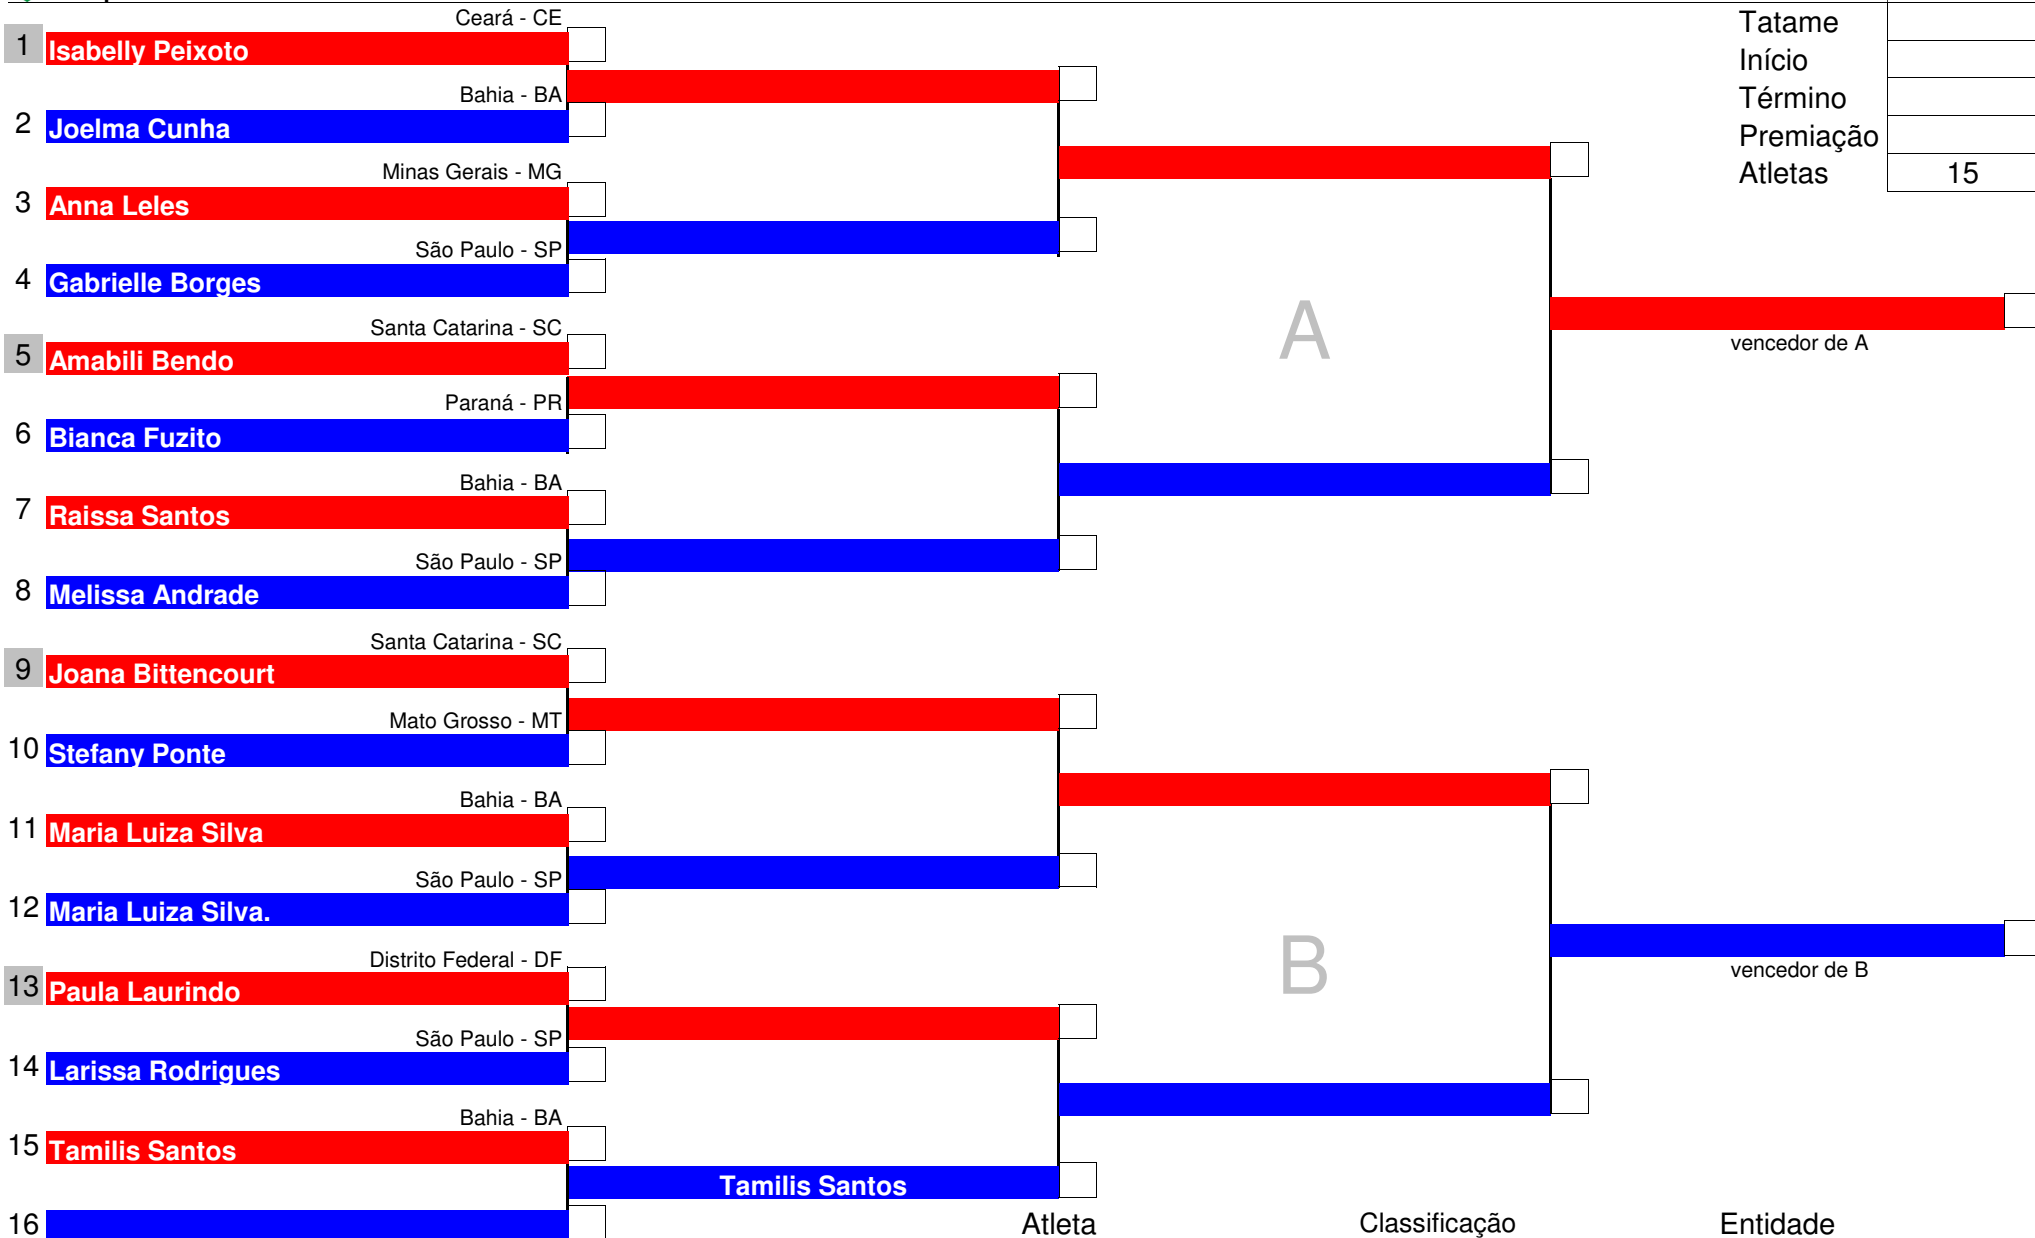 Ceará - CE
1 Isabelly Peixoto
Bahia - BA
2 Joelma Cunha
Minas Gerais - MG
3 Anna Leles
São Paulo - SP
4 Gabrielle Borges
Santa Catarina - SC
5 Amabili Bendo
Paraná - PR
6 Bianca Fuzito
Bahia - BA
7 Raissa Santos
São Paulo - SP
8 Melissa Andrade
Santa Catarina - SC
9 Joana Bittencourt
Mato Grosso - MT
10 Stefany Ponte
Bahia - BA
11 Maria Luiza Silva
São Paulo - SP
12 Maria Luiza Silva.
Distrito Federal - DF
13 Paula Laurindo
São Paulo - SP
14 Larissa Rodrigues
Bahia - BA
15 Tamilis Santos
16
Tamilis Santos
A
B
Tatame
Início
Término
Premiação
Atletas 15
vencedor de A
vencedor de B
Atleta Classificação Entidade